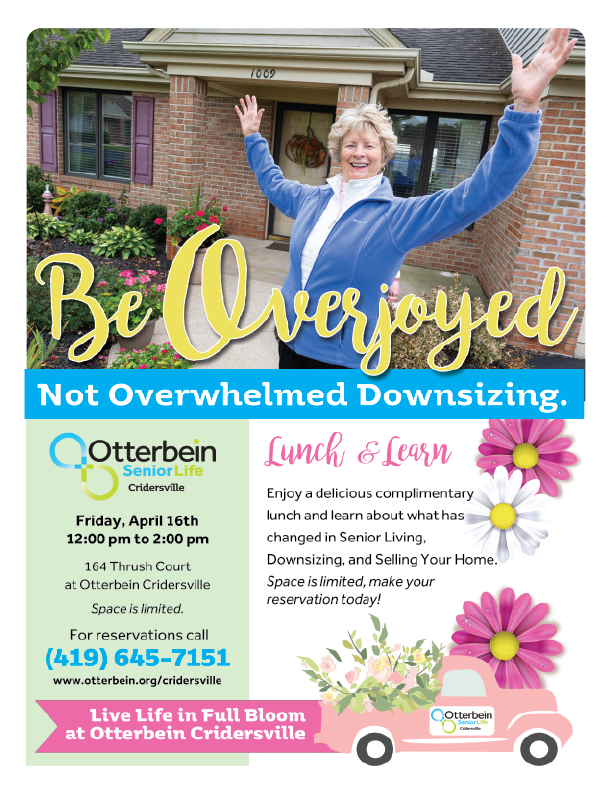 1009
Be Overjoyed
Not Overwhelmed Downsizing.
Otterbein
SeniorLife
Cridersville
Friday, April 16th
12:00 pm to 2:00 pm
164 Thrush Court
at Otterbein Cridersville
Space is limited.
For reservations call
(419) 645-7151
www.otterbein.org/cridersville
Lunch & Learn
Enjoy a delicious complimentary
lunch and learn about what has
changed in Senior Living,
Downsizing, and Selling Your Home.
Space is limited, make your
reservation today!
Live Life in Full Bloom
at Otterbein Cridersville
Otterbein
SeniorLife
Cridersville